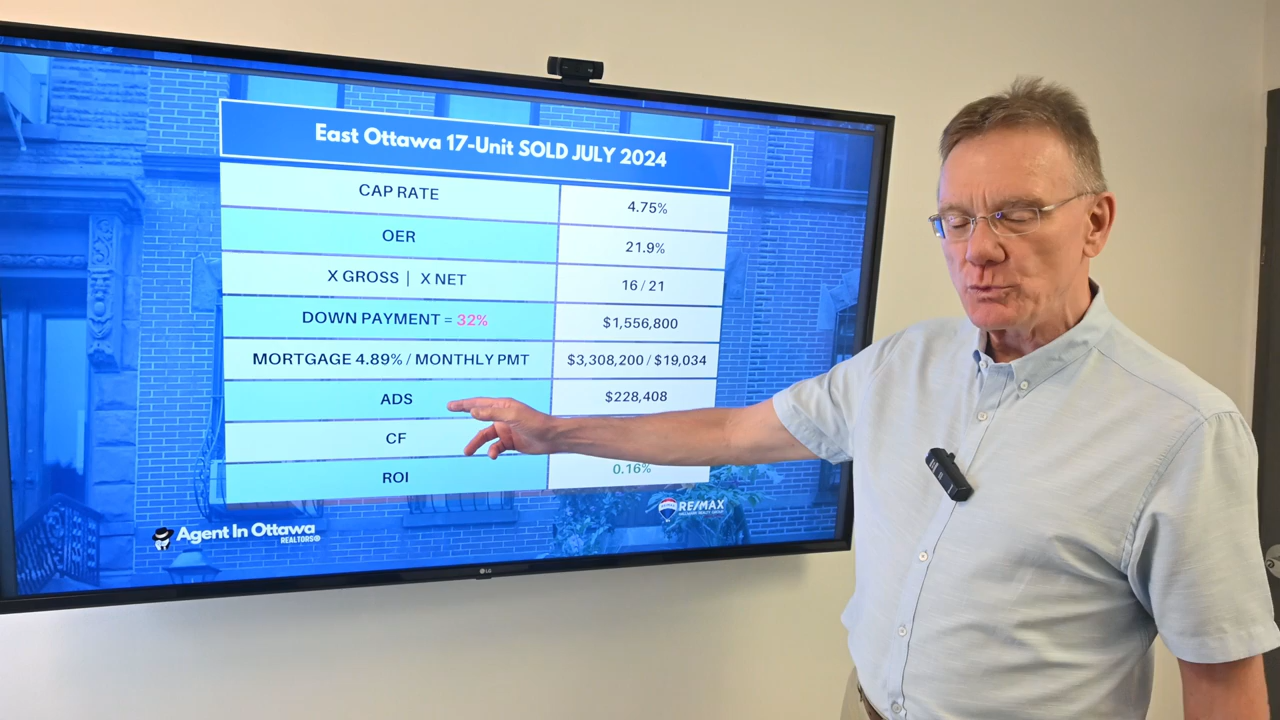 East Ottawa 17-Unit SOLD JULY 2024
CAP RATE 4.75%
OER 21.9%
X GROSS | X NET 16 / 21
DOWN PAYMENT = 32% $1,556,800
MORTGAGE 4.89% / MONTHLY PMT $3,308,200 / $19,034
ADS $228,408
CF
ROI 0.16%
Agent In Ottawa
REALTORS®
RE/MAX
LG